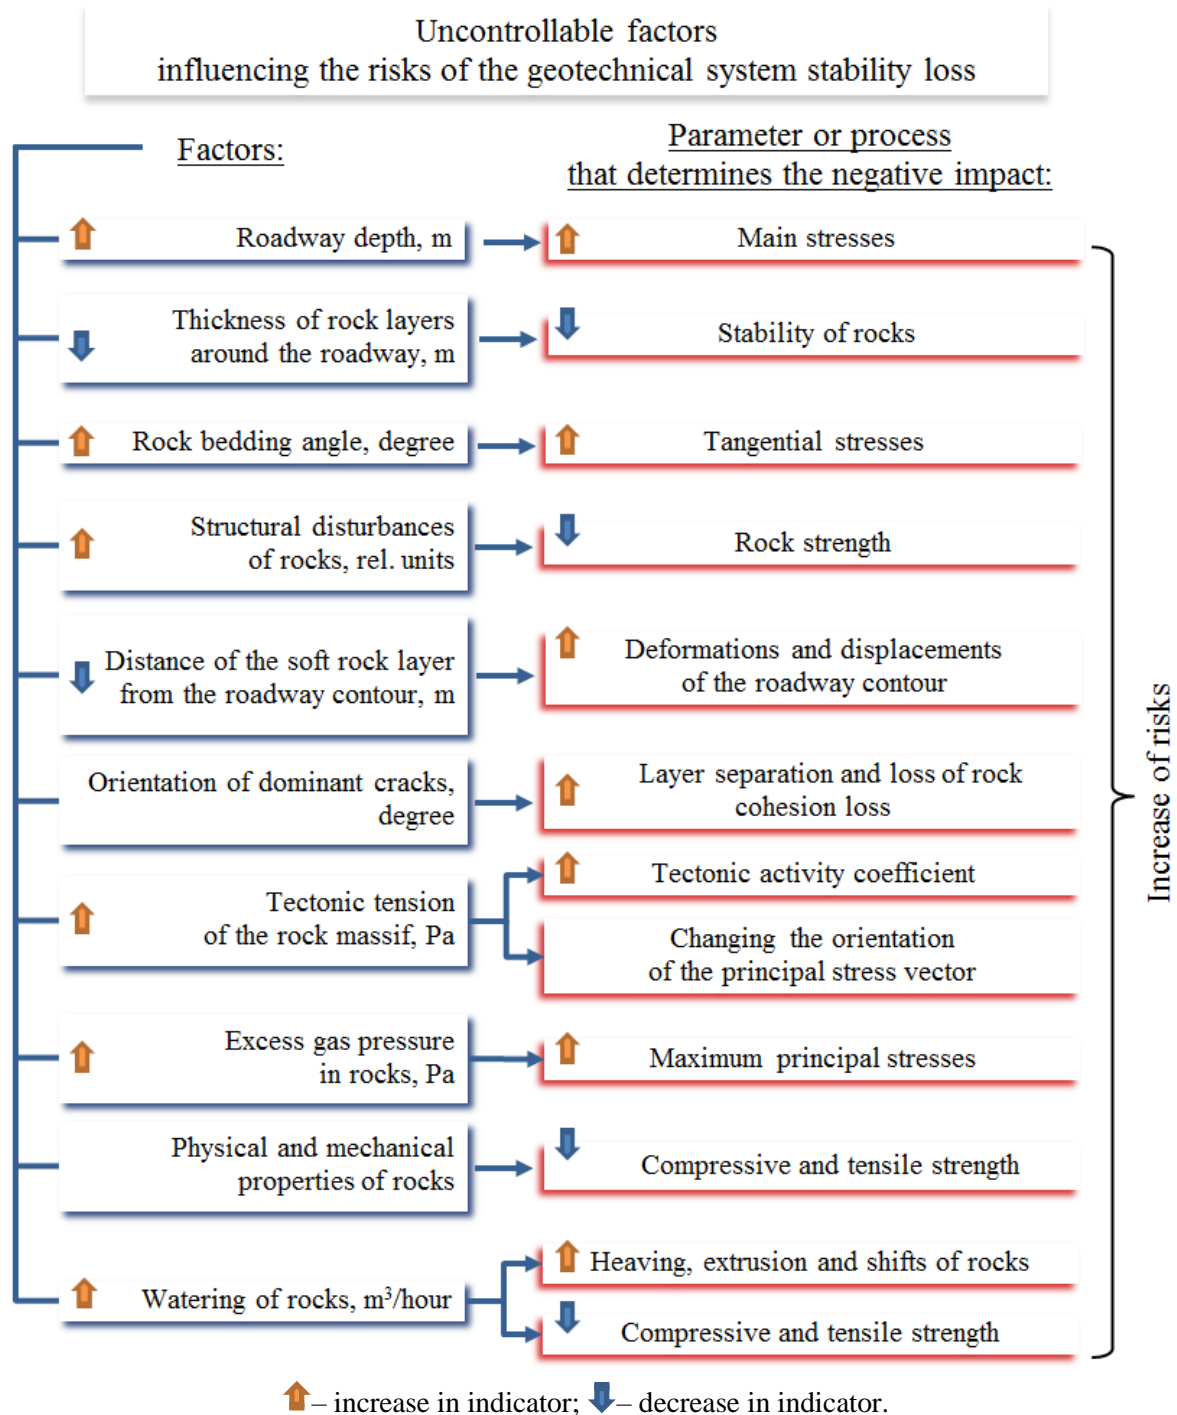 Uncontrollable factors
influencing the risks of the geotechnical system stability loss
Factors:
Parameter or process
that determines the negative impact:
Roadway depth, m
Main stresses
Thickness of rock layers
around the roadway, m
Stability of rocks
Rock bedding angle, degree
Tangential stresses
Structural disturbances
of rocks, rel. units
Rock strength
Distance of the soft rock layer
from the roadway contour, m
Deformations and displacements
of the roadway contour
Orientation of dominant cracks,
degree
Layer separation and loss of rock
cohesion loss
Tectonic tension
of the rock massif, Pa
Tectonic activity coefficient
Changing the orientation
of the principal stress vector
Excess gas pressure
in rocks, Pa
Maximum principal stresses
Physical and mechanical
properties of rocks
Compressive and tensile strength
Watering of rocks, m³/hour
Heaving, extrusion and shifts of rocks
Compressive and tensile strength
Increase of risks
– increase in indicator; – decrease in indicator.